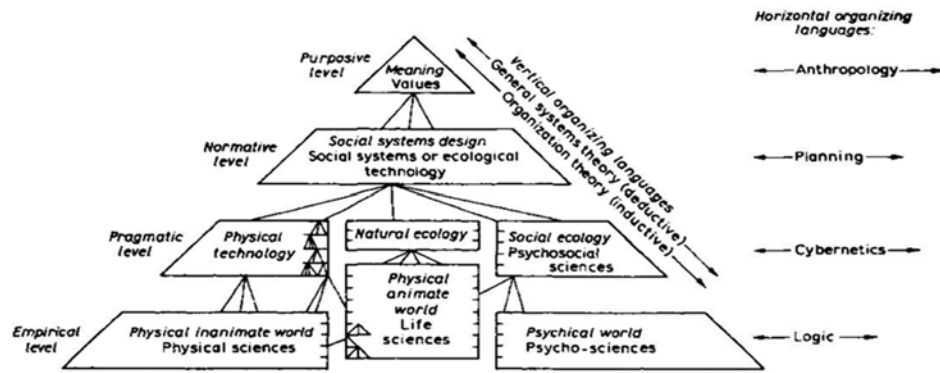 Horizontal organizing
languages:
Purposive
level
Meaning
Values
Vertical organizing languages
General systems theory (deductive)
Organization theory (inductive)
Anthropology
Normative
level
Social systems design
Social systems or ecological
technology
Planning
Pragmatic
level
Physical
technology
Natural ecology
Social ecology
Psychosocial
sciences
Cybernetics
Physical
animate
world
Life
sciences
Empirical
level
Physical inanimate world
Physical sciences
Psychical world
Psycho-sciences
Logic